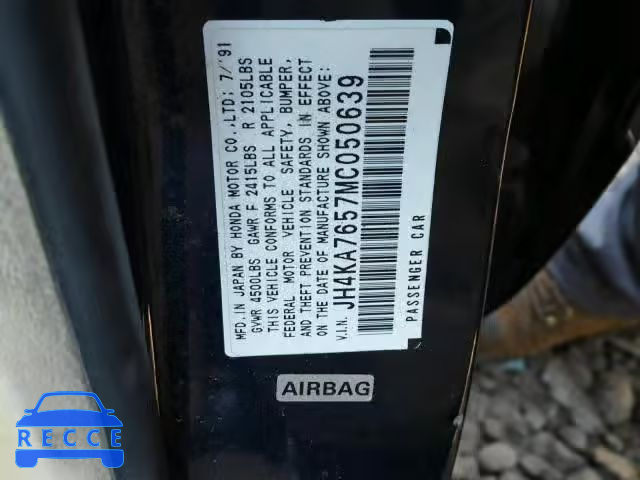 MFD.IN JAPAN BY HONDA MOTOR CO.,LTD: 7/'91
GVWR 4500LBS GAWR F 2415LBS R 2105LBS
THIS VEHICLE CONFORMS TO ALL APPLICABLE
FEDERAL MOTOR VEHICLE SAFETY, BUMPER,
AND THEFT PREVENTION STANDARDS IN EFFECT
ON THE DATE OF MANUFACTURE SHOWN ABOVE:
V.I.N. JH4KA7657MC050639
PASSENGER CAR
AIRBAG
RECCE